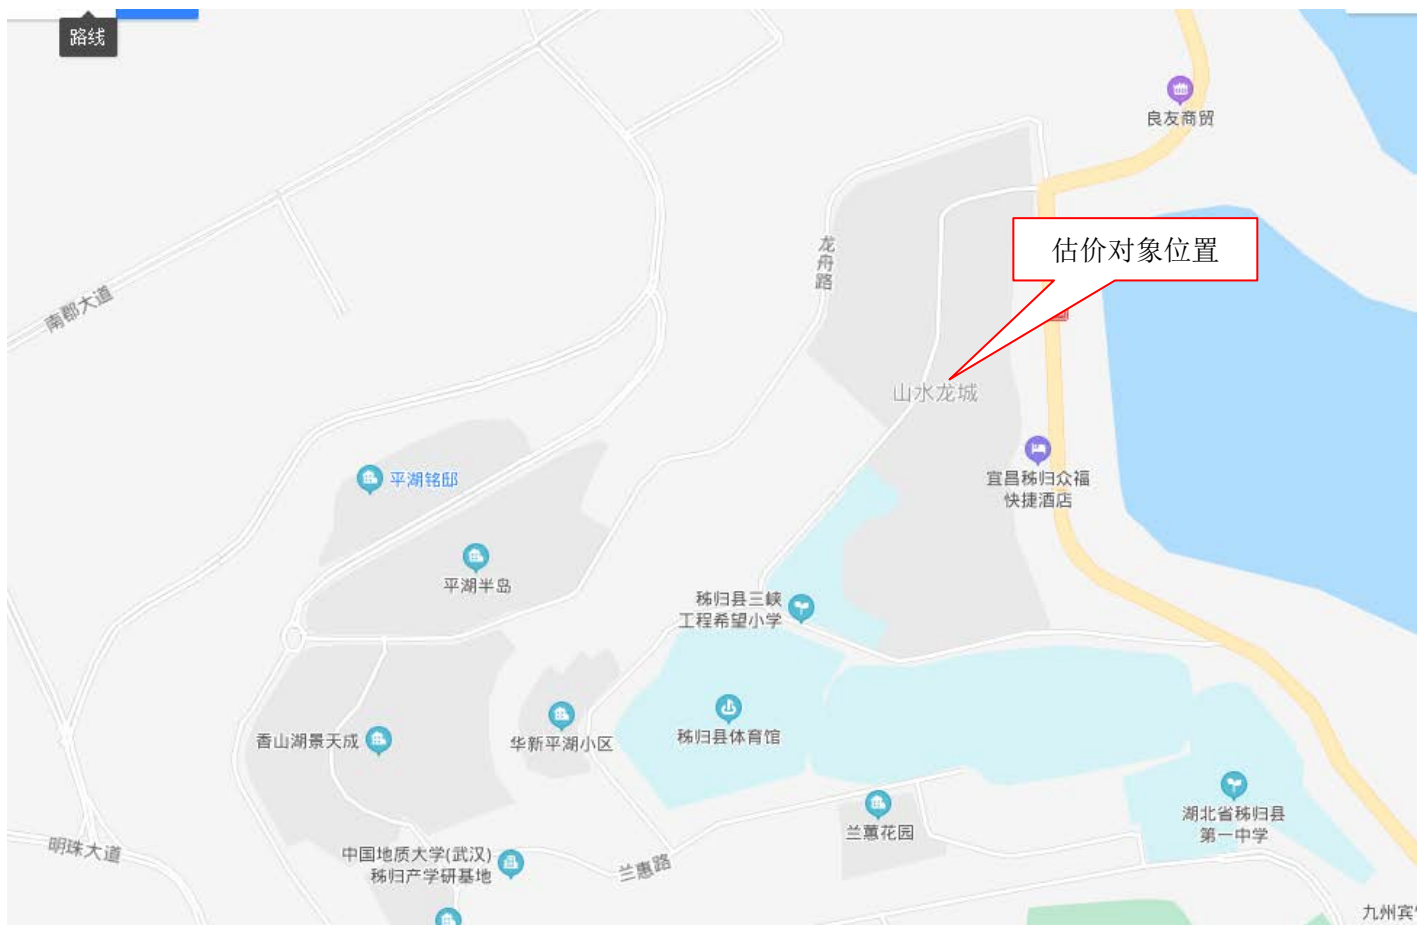 路线
良友商贸
龙舟路
估价对象位置
南郡大道
山水龙城
平湖铭邸
宜昌秭归众福
快捷酒店
平湖半岛
秭归县三峡
工程希望小学
香山湖景天成
华新平湖小区
秭归县体育馆
湖北省秭归县
第一中学
兰蕙花园
明珠大道
中国地质大学(武汉)
秭归产学研基地
兰惠路
九州宾